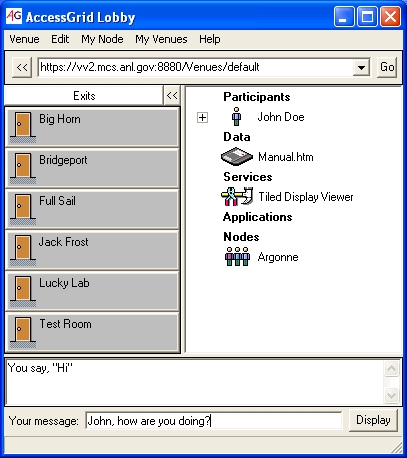 AG AccessGrid Lobby
Venue Edit My Node My Venues Help
<< https://vv2.mcs.anl.gov:8880/Venues/default Go
Exits <<
Big Horn
Bridgeport
Full Sail
Jack Frost
Lucky Lab
Test Room
Participants
John Doe
Data
Manual.htm
Services
Tiled Display Viewer
Applications
Nodes
Argonne
You say, "Hi"
Your message: John, how are you doing? Display